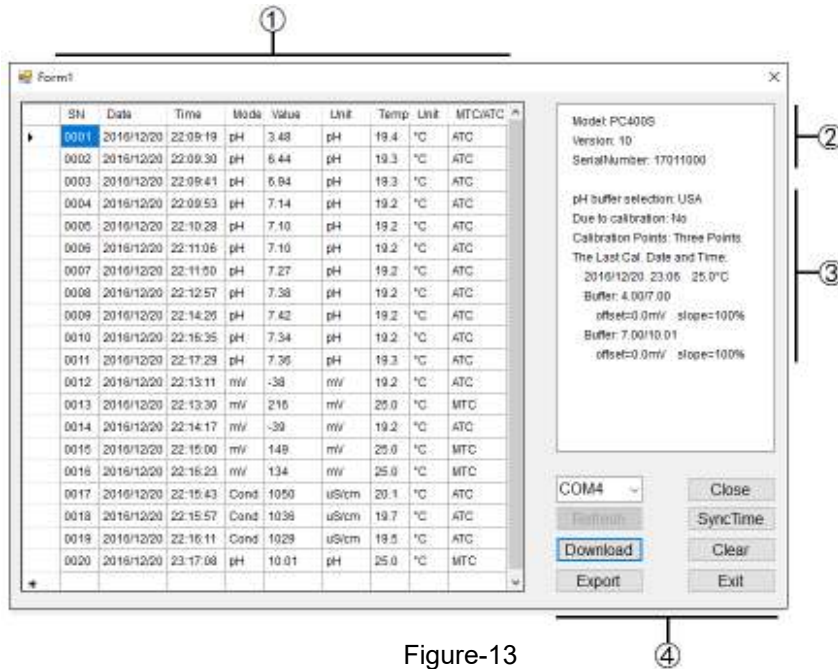 ①
Form1
SN Date Time Mode Value Unit Temp Unit MTC/ATC
0001 2016/12/20 22:09:19 pH 3.48 pH 19.4 °C ATC
0002 2016/12/20 22:09:30 pH 6.44 pH 19.3 °C ATC
0003 2016/12/20 22:09:41 pH 6.94 pH 19.3 °C ATC
0004 2016/12/20 22:09:53 pH 7.14 pH 19.2 °C ATC
0005 2016/12/20 22:10:28 pH 7.10 pH 19.2 °C ATC
0006 2016/12/20 22:11:06 pH 7.10 pH 19.2 °C ATC
0007 2016/12/20 22:11:50 pH 7.27 pH 19.2 °C ATC
0008 2016/12/20 22:12:57 pH 7.38 pH 19.2 °C ATC
0009 2016/12/20 22:14:26 pH 7.42 pH 19.2 °C ATC
0010 2016/12/20 22:16:35 pH 7.34 pH 19.2 °C ATC
0011 2016/12/20 22:17:29 pH 7.36 pH 19.3 °C ATC
0012 2016/12/20 22:13:11 mV -38 mV 19.2 °C ATC
0013 2016/12/20 22:13:30 mV 216 mV 25.0 °C MTC
0014 2016/12/20 22:14:17 mV -39 mV 19.2 °C ATC
0015 2016/12/20 22:15:00 mV 149 mV 25.0 °C MTC
0016 2016/12/20 22:16:23 mV 134 mV 25.0 °C MTC
0017 2016/12/20 22:15:43 Cond 1050 uS/cm 20.1 °C ATC
0018 2016/12/20 22:15:57 Cond 1036 uS/cm 19.7 °C ATC
0019 2016/12/20 22:16:11 Cond 1029 uS/cm 19.5 °C ATC
0020 2016/12/20 23:17:08 pH 10.01 pH 25.0 °C MTC
Model: PC400S
Version: 10
SerialNumber: 17011000
②
pH buffer selection: USA
Due to calibration: No
Calibration Points: Three Points
The Last Cal. Date and Time:
2016/12/20 23:06 25.0°C
Buffer: 4.00/7.00
offset=0.0mV slope=100%
Buffer: 7.00/10.01
offset=0.0mV slope=100%
③
COM4 Close
Refresh SyncTime
Download Clear
Export Exit
④
Figure-13